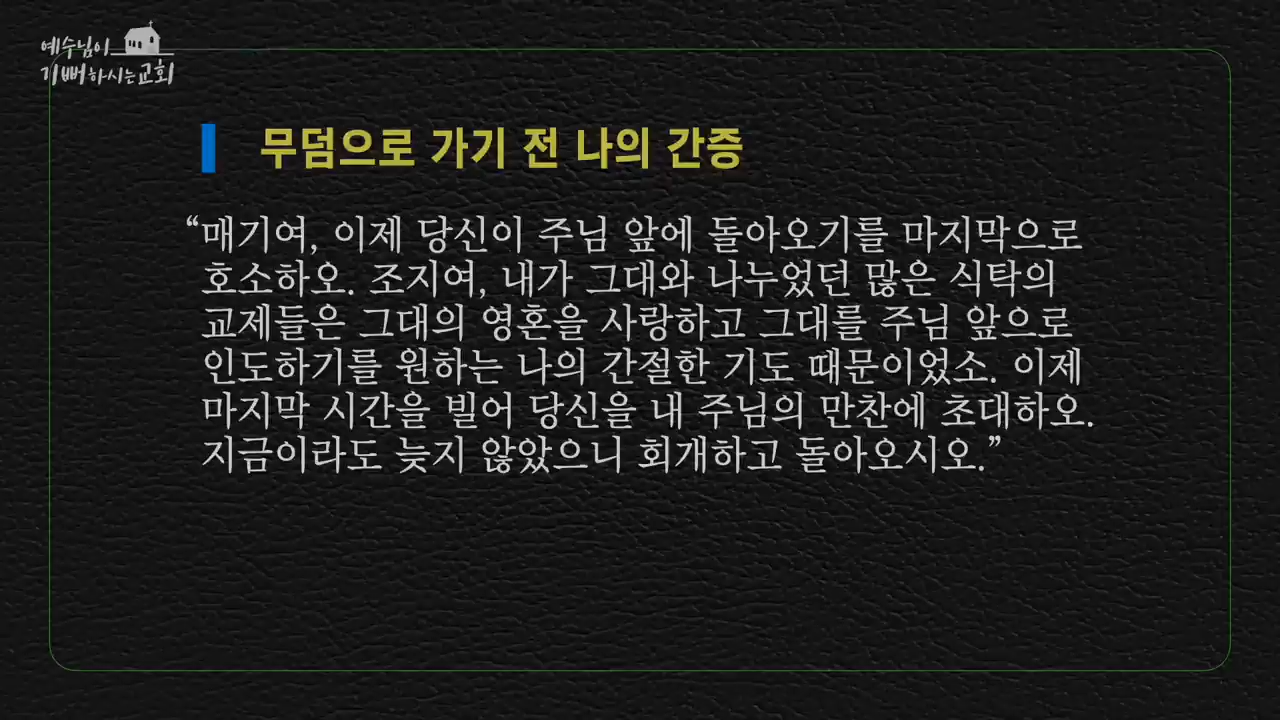 예수님이
기뻐하시는교회
무덤으로 가기 전 나의 간증
“매기여, 이제 당신이 주님 앞에 돌아오기를 마지막으로
호소하오. 조지여, 내가 그대와 나누었던 많은 식탁의
교제들은 그대의 영혼을 사랑하고 그대를 주님 앞으로
인도하기를 원하는 나의 간절한 기도 때문이었소. 이제
마지막 시간을 빌어 당신을 내 주님의 만찬에 초대하오.
지금이라도 늦지 않았으니 회개하고 돌아오시오.”